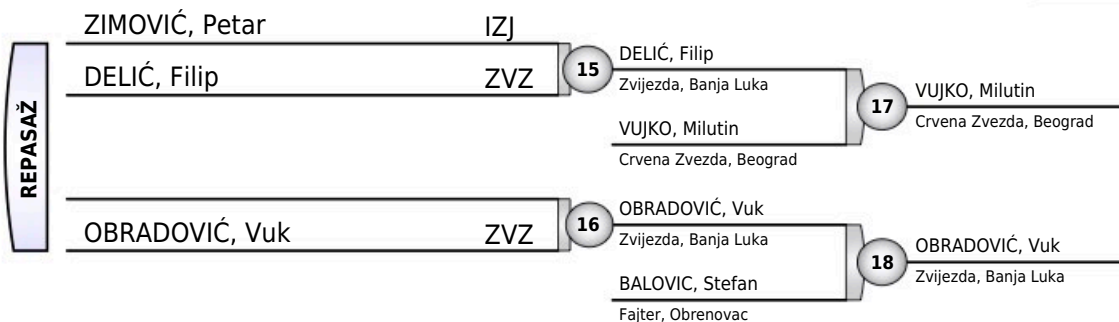 REPASAŽ
ZIMOVIĆ, Petar IZJ
DELIĆ, Filip ZVZ
15
DELIĆ, Filip
Zvijezda, Banja Luka
VUJKO, Milutin
Crvena Zvezda, Beograd
17
VUJKO, Milutin
Crvena Zvezda, Beograd
OBRADOVIĆ, Vuk ZVZ
16
OBRADOVIĆ, Vuk
Zvijezda, Banja Luka
BALOVIC, Stefan
Fajter, Obrenovac
18
OBRADOVIĆ, Vuk
Zvijezda, Banja Luka